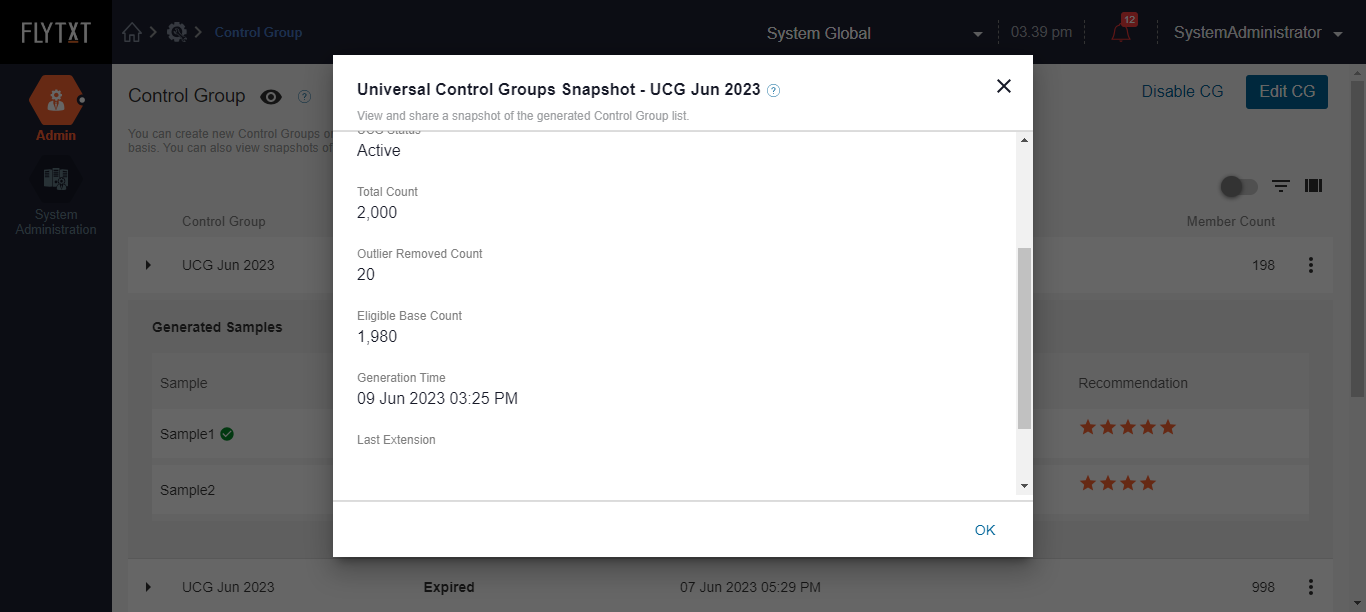 FLYTXT
Control Group
System Global
03.39 pm
12
SystemAdministrator
Admin
System
Administration
Control Group
?
Disable CG
Edit CG
You can create new Control Groups or
basis. You can also view snapshots of
Control Group
Member Count
UCG Jun 2023
198
Generated Samples
Sample
Recommendation
Sample1
Sample2
UCG Jun 2023
Expired
07 Jun 2023 05:29 PM
998
Universal Control Groups Snapshot - UCG Jun 2023 ?
View and share a snapshot of the generated Control Group list.
UCG Status
Active
Total Count
2,000
Outlier Removed Count
20
Eligible Base Count
1,980
Generation Time
09 Jun 2023 03:25 PM
Last Extension
OK